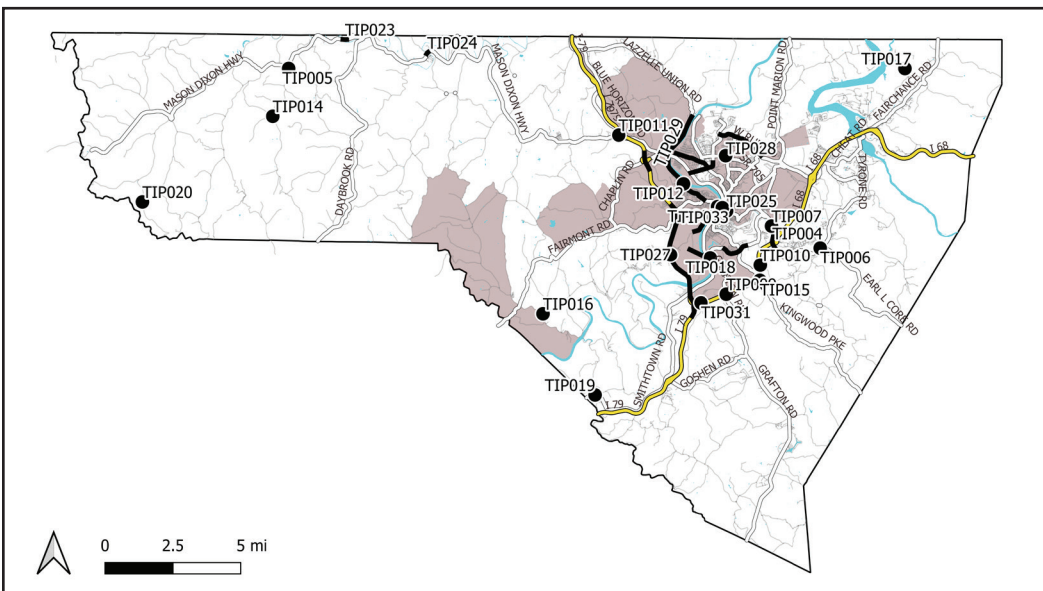 TIP023
TIP024
MASON DIXON HWY
TIP005
TIP014
TIP020
DAYBROOK RD
MASON DIXON HWY
I-79
LAZZELLE UNION RD
POINT MARION RD
TIP017
FAIRCHANCE RD
CHEAT RD
I 68
I 68
I 68
TYRONE RD
TIP011
TIP029
TIP028
CHAPLIN RD
TIP012
TIP025
TIP033
TIP007
TIP004
FAIRMONT RD
TIP027
TIP018
TIP010
TIP006
TIP015
EARL L CORE RD
TIP016
TIP031
KINGWOOD PKE
I 79
SMITHTOWN RD
GOSHEN RD
GRAFTON RD
TIP019
I 79
0 2.5 5 mi